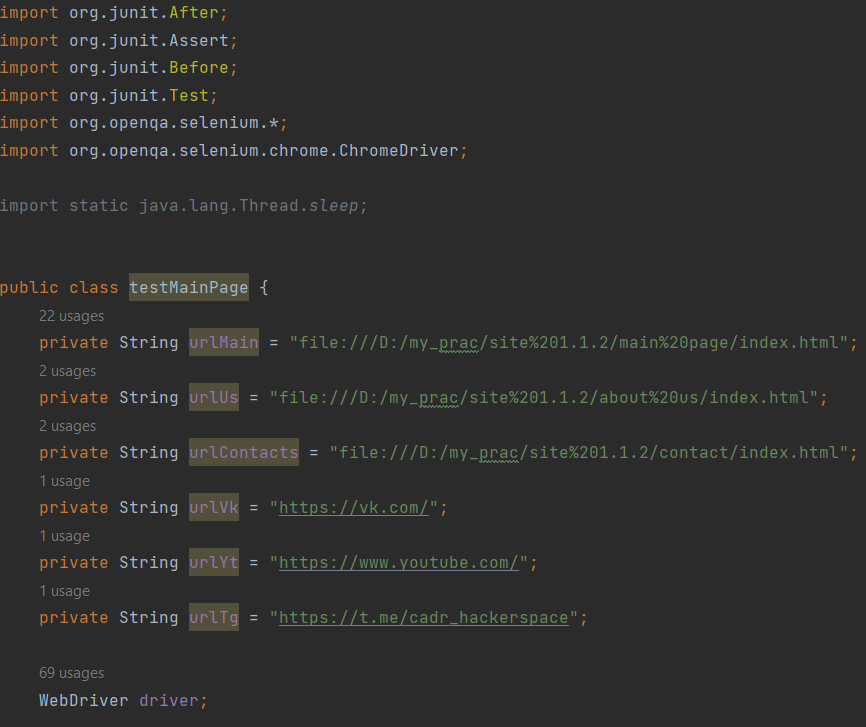 import org.junit.After;
import org.junit.Assert;
import org.junit.Before;
import org.junit.Test;
import org.openqa.selenium.*;
import org.openqa.selenium.chrome.ChromeDriver;
import static java.lang.Thread.sleep;
public class testMainPage {
22 usages
private String urlMain = "file:///D:/my_prac/site%201.1.2/main%20page/index.html";
2 usages
private String urlUs = "file:///D:/my_prac/site%201.1.2/about%20us/index.html";
2 usages
private String urlContacts = "file:///D:/my_prac/site%201.1.2/contact/index.html";
1 usage
private String urlVk = "https://vk.com/";
1 usage
private String urlYt = "https://www.youtube.com/";
1 usage
private String urlTg = "https://t.me/cadr_hackerspace";
69 usages
WebDriver driver;